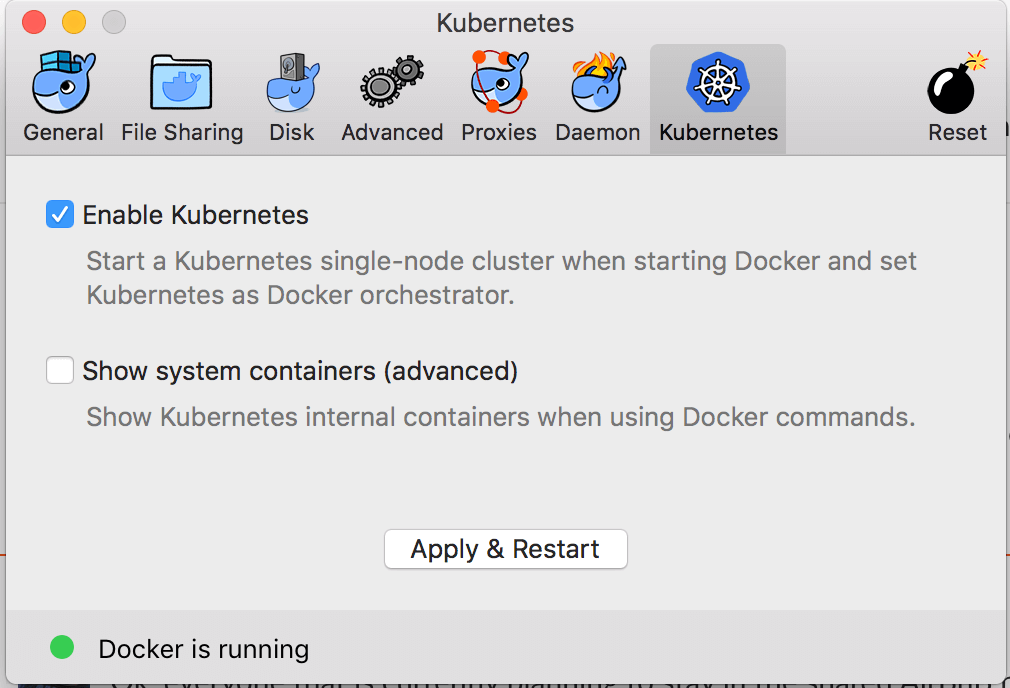 Kubernetes
General File Sharing Disk Advanced Proxies Daemon Kubernetes Reset
Enable Kubernetes
Start a Kubernetes single-node cluster when starting Docker and set
Kubernetes as Docker orchestrator.
Show system containers (advanced)
Show Kubernetes internal containers when using Docker commands.
Apply & Restart
Docker is running